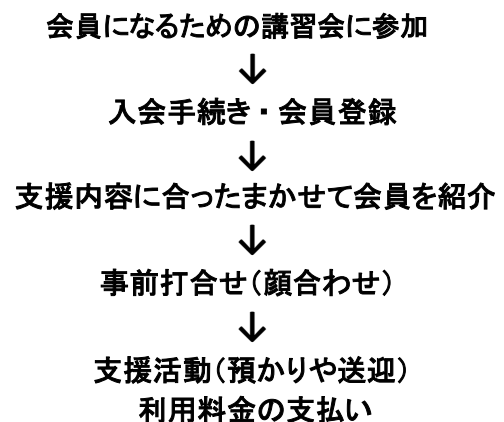 会員になるための講習会に参加
↓
入会手続き・会員登録
↓
支援内容に合ったまかせて会員を紹介
↓
事前打合せ（顔合わせ）
↓
支援活動（預かりや送迎）
利用料金の支払い